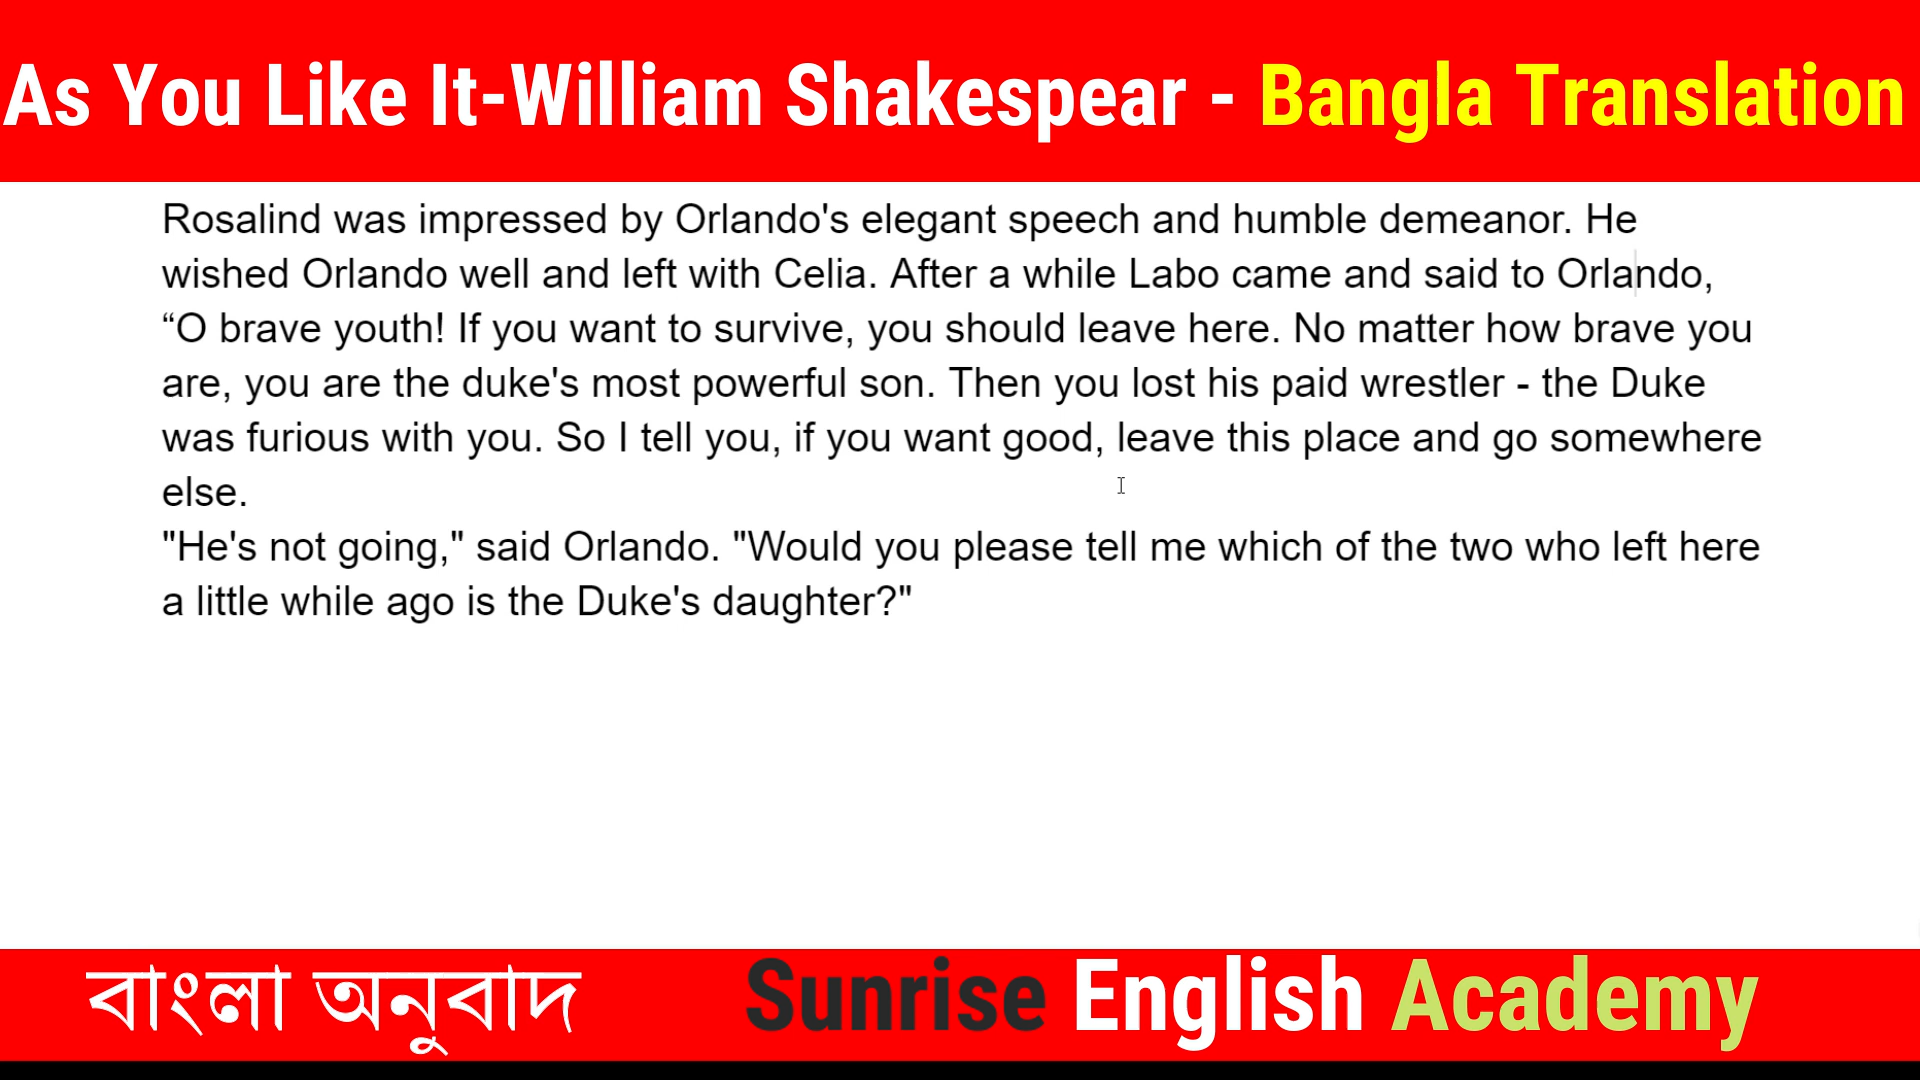 As You Like It-William Shakespear - Bangla Translation
Rosalind was impressed by Orlando's elegant speech and humble demeanor. He
wished Orlando well and left with Celia. After a while Labo came and said to Orlando,
“O brave youth! If you want to survive, you should leave here. No matter how brave you
are, you are the duke's most powerful son. Then you lost his paid wrestler - the Duke
was furious with you. So I tell you, if you want good, leave this place and go somewhere
else.
"He's not going," said Orlando. "Would you please tell me which of the two who left here
a little while ago is the Duke's daughter?"
বাংলা অনুবাদ Sunrise English Academy